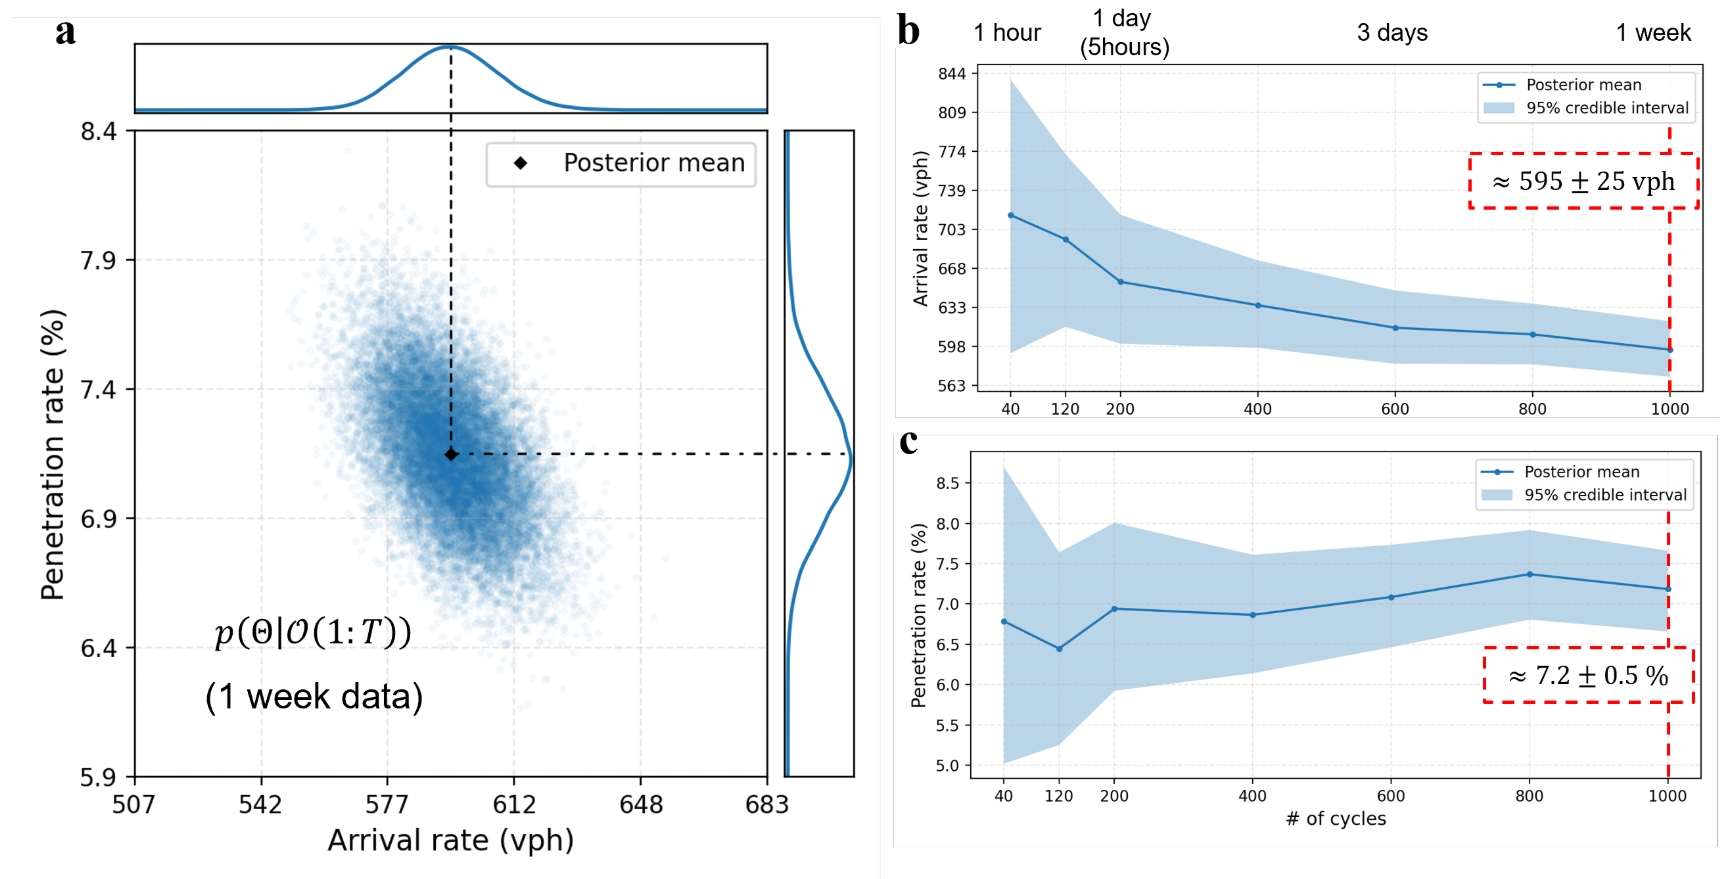 a
Posterior mean
8.4
7.9
7.4
6.9
6.4
5.9
Penetration rate (%)
p(Θ|𝒪(1:T))
(1 week data)
507 542 577 612 648 683
Arrival rate (vph)
b
1 hour
1 day
(5hours)
3 days
1 week
Posterior mean
95% credible interval
≈ 595 ± 25 vph
844
809
774
739
703
668
633
598
563
Arrival rate (vph)
40 120 200 400 600 800 1000
c
Posterior mean
95% credible interval
≈ 7.2 ± 0.5 %
8.5
8.0
7.5
7.0
6.5
6.0
5.5
5.0
Penetration rate (%)
40 120 200 400 600 800 1000
# of cycles